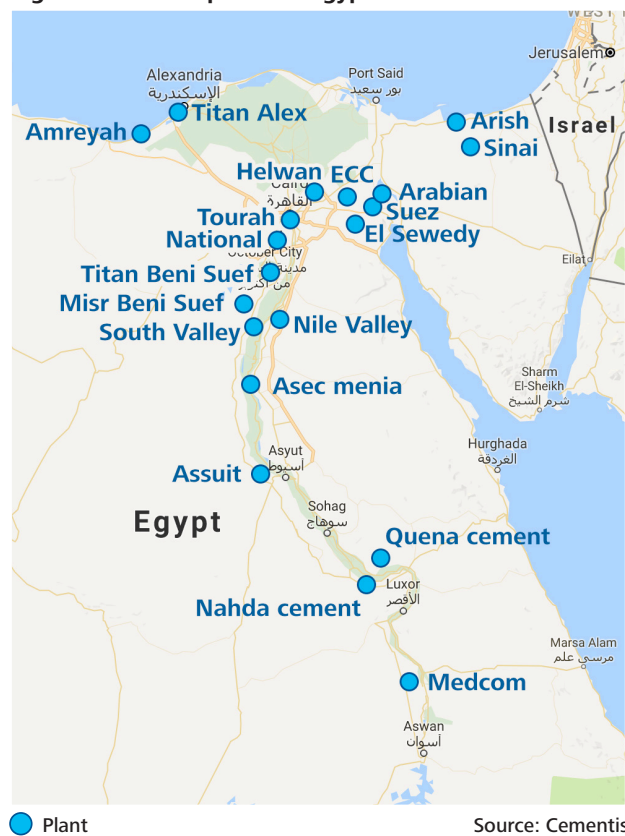 Jerusalem
Alexandria
الإسكندرية
Port Said
بور سعيد
Titan Alex
Amreyah
Arish
Israel
Sinai
Helwan
ECC
Arabian
Cairo
القاهرة
Suez
Tourah
El Sewedy
National
October City
Eilat
Titan Beni Suef
Misr Beni Suef
South Valley
Nile Valley
Sharm
El-Sheikh
شرم الشيخ
Asec menia
Hurghada
الغردقة
Asyut
أسيوط
Assuit
Sohag
سوهاج
Egypt
Quena cement
Luxor
الأقصر
Nahda cement
Marsa Alam
مرسى علم
Medcom
Aswan
أسوان
Plant
Source: Cementis